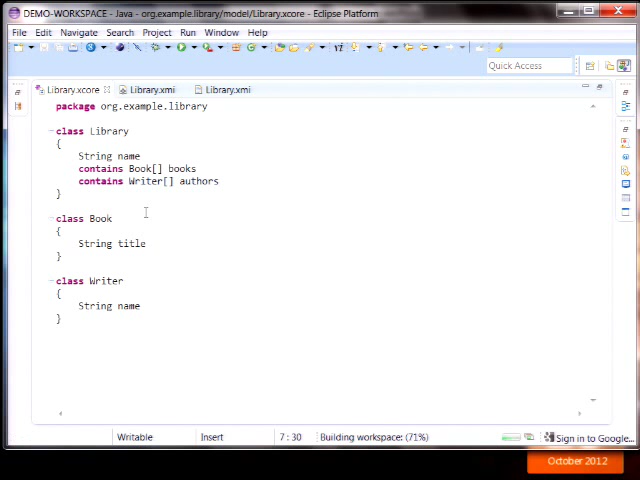 DEMO-WORKSPACE - Java - org.example.library/model/Library.xcore - Eclipse Platform
File Edit Navigate Search Project Run Window Help
Quick Access
Library.xcore Library.xmi Library.xmi
package org.example.library
class Library
{
String name
contains Book[] books
contains Writer[] authors
}
class Book
{
String title
}
class Writer
{
String name
}
Writable Insert 7 : 30 Building workspace: (71%) Sign in to Google...
October 2012